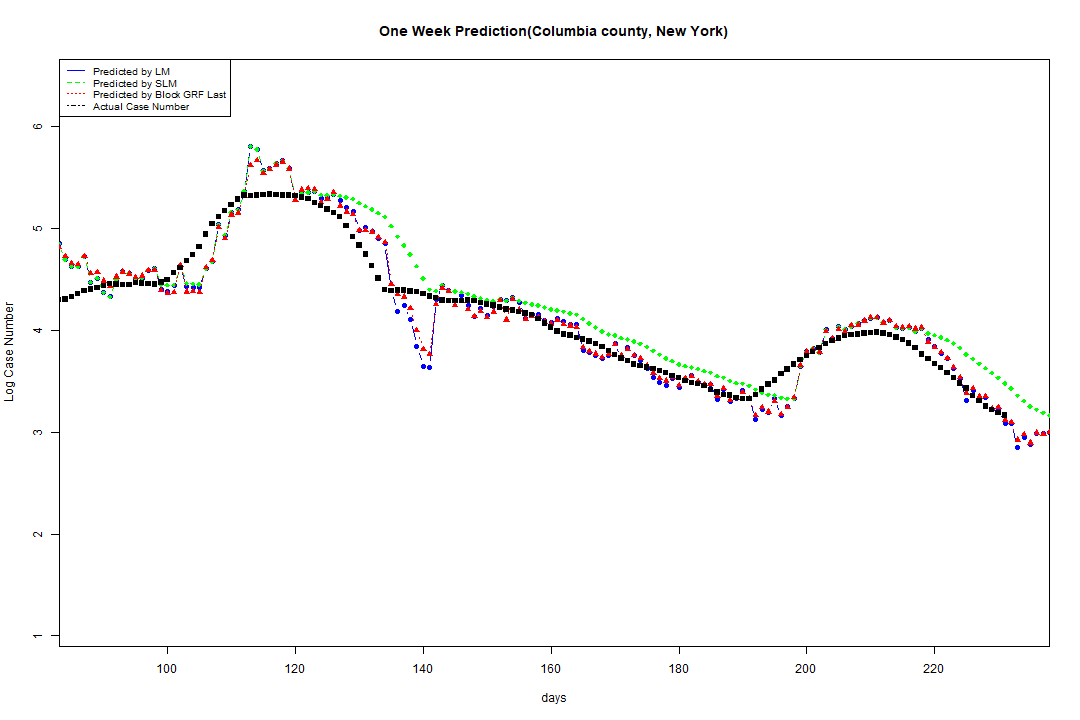 One Week Prediction(Columbia county, New York)
Predicted by LM
Predicted by SLM
Predicted by Block GRF Last
Actual Case Number
6
5
4
3
2
1
Log Case Number
100 120 140 160 180 200 220
days